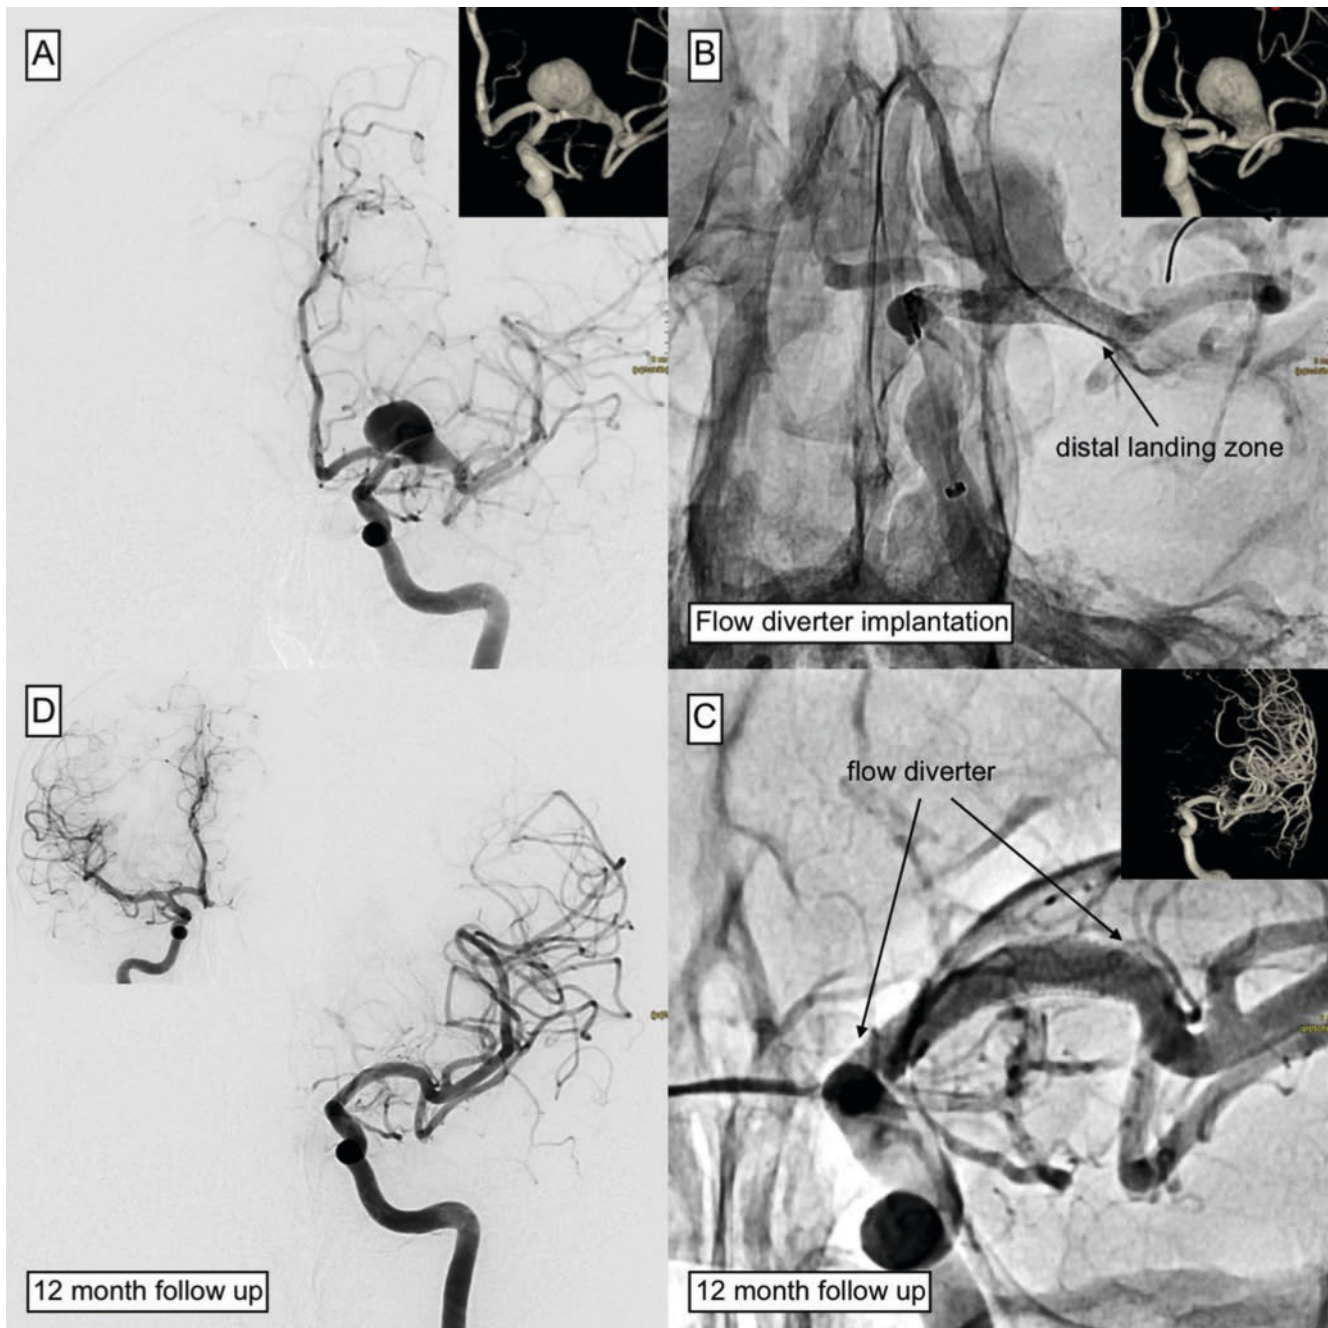 A
B
distal landing zone
Flow diverter implantation
D
C
flow diverter
12 month follow up
12 month follow up